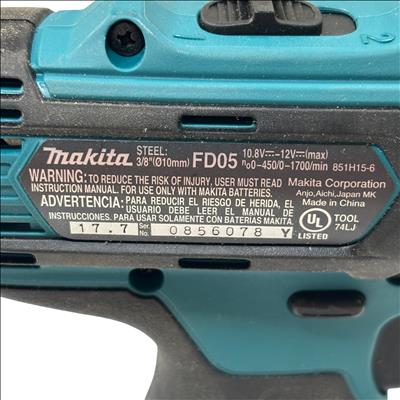 2
makita STEEL: 3/8"(Ø10mm) FD05 10.8V⎓-12V⎓(max)
n₀0-450/0-1700/min 851H15-6
WARNING: TO REDUCE THE RISK OF INJURY, USER MUST READ
INSTRUCTION MANUAL. FOR USE ONLY WITH MAKITA BATTERIES.
ADVERTENCIA: PARA REDUCIR EL RIESGO DE HERIDA, EL
USUARIO DEBE LEER EL MANUAL DE
INSTRUCCIONES. PARA USAR SOLAMENTE CON BATERIAS MAKITA.
17.7 Ser. No. 0856078 Y
Makita Corporation
Anjo, Aichi, Japan MK
Made in China
UL LISTED
TOOL
74LJ